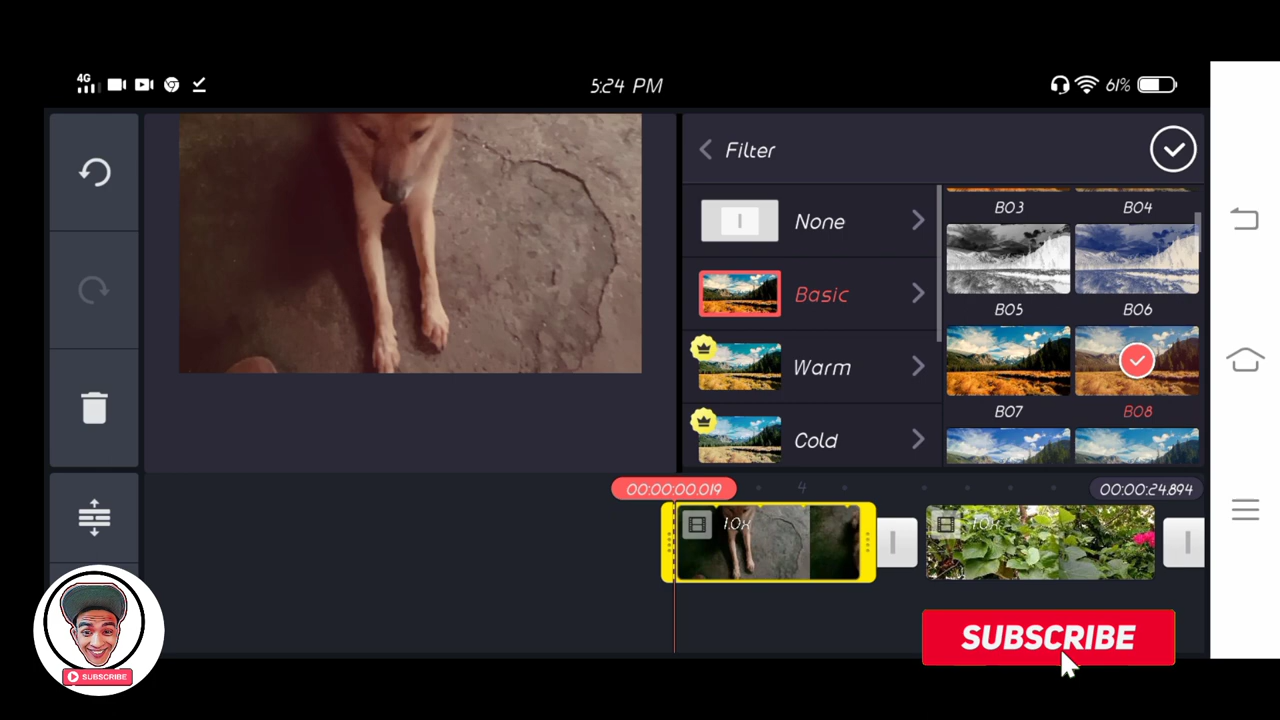 4G
5:24 PM
61%
Filter
None
Basic
Warm
Cold
B03
B04
B05
B06
B07
B08
00:00:00.019
4
00:00:24.894
1.0x
1.0x
SUBSCRIBE
SUBSCRIBE